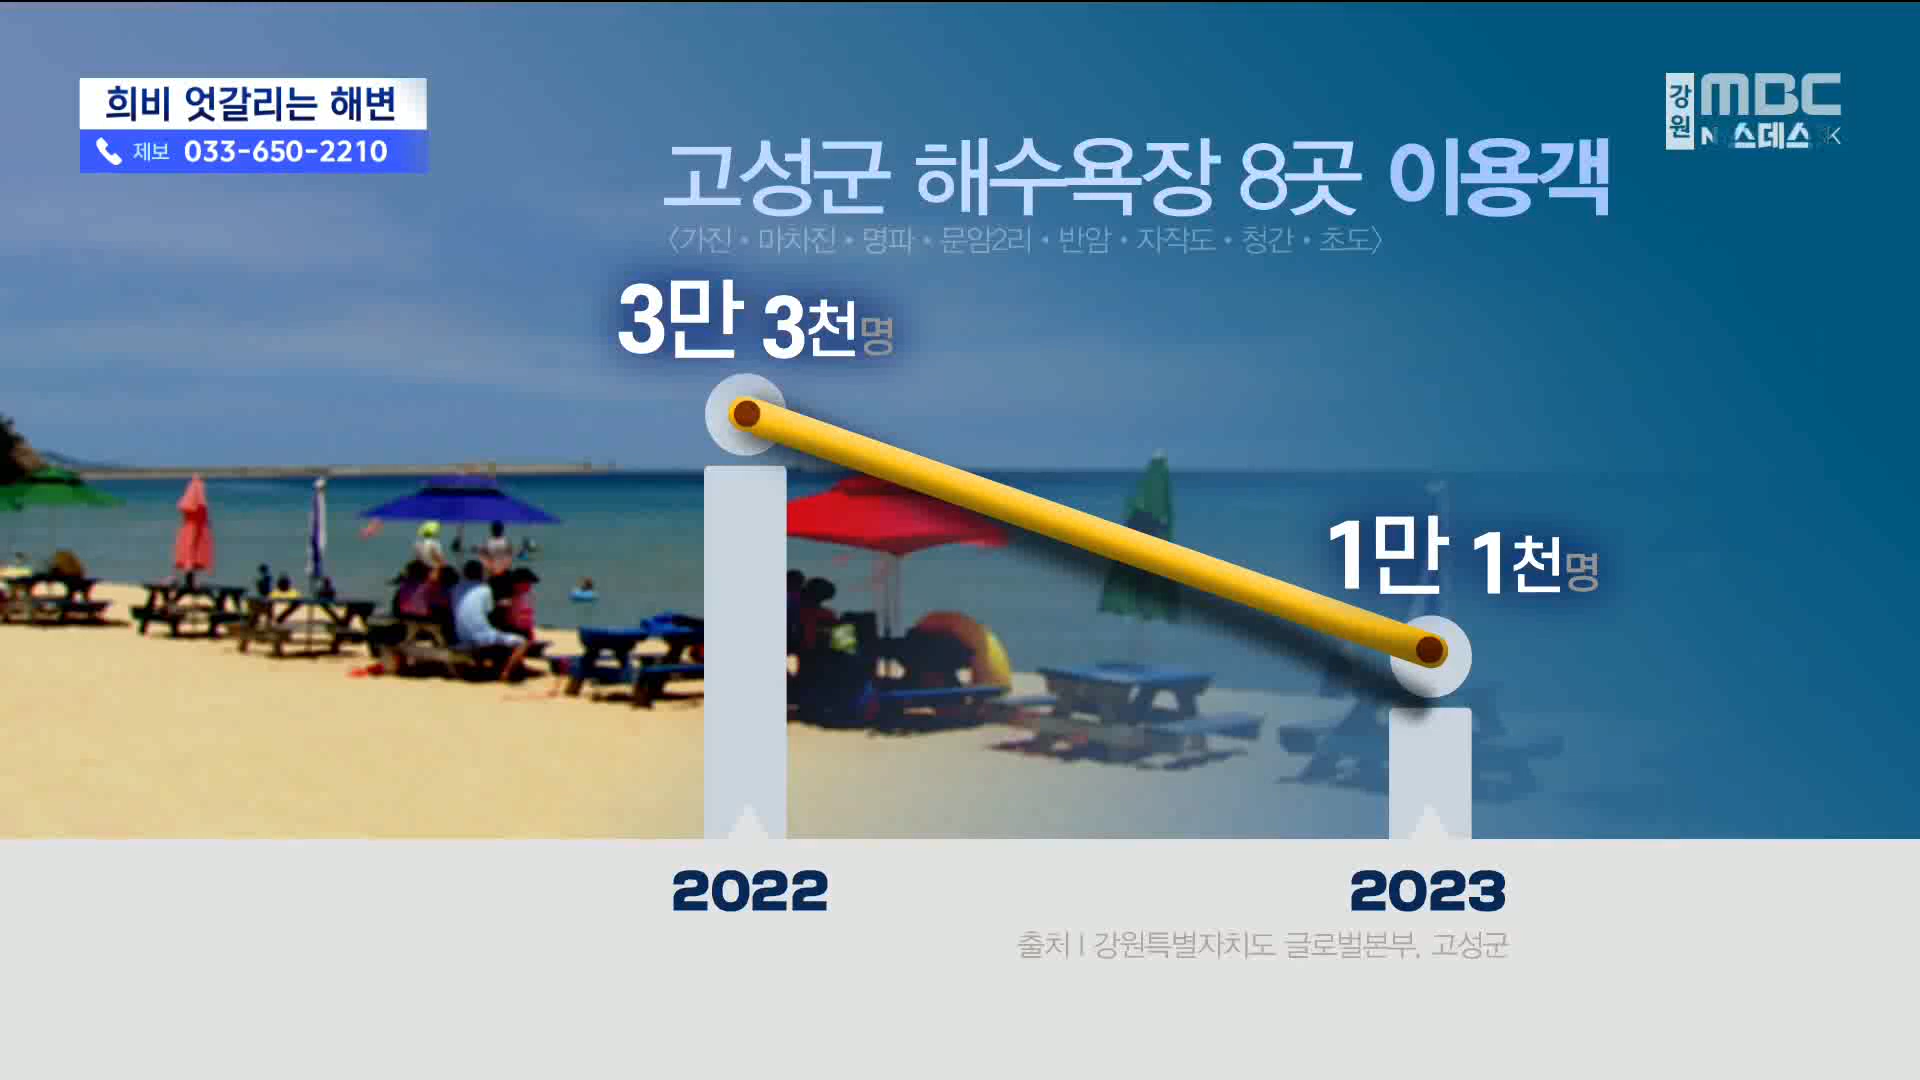 희비 엇갈리는 해변
제보 033-650-2210
강원 MBC
스데스
고성군 해수욕장 8곳 이용객
<가진·마차진·명파·문암2리·반암·자작도·청간·초도>
3만 3천명
1만 1천명
2022
2023
출처 | 강원특별자치도 글로벌본부, 고성군